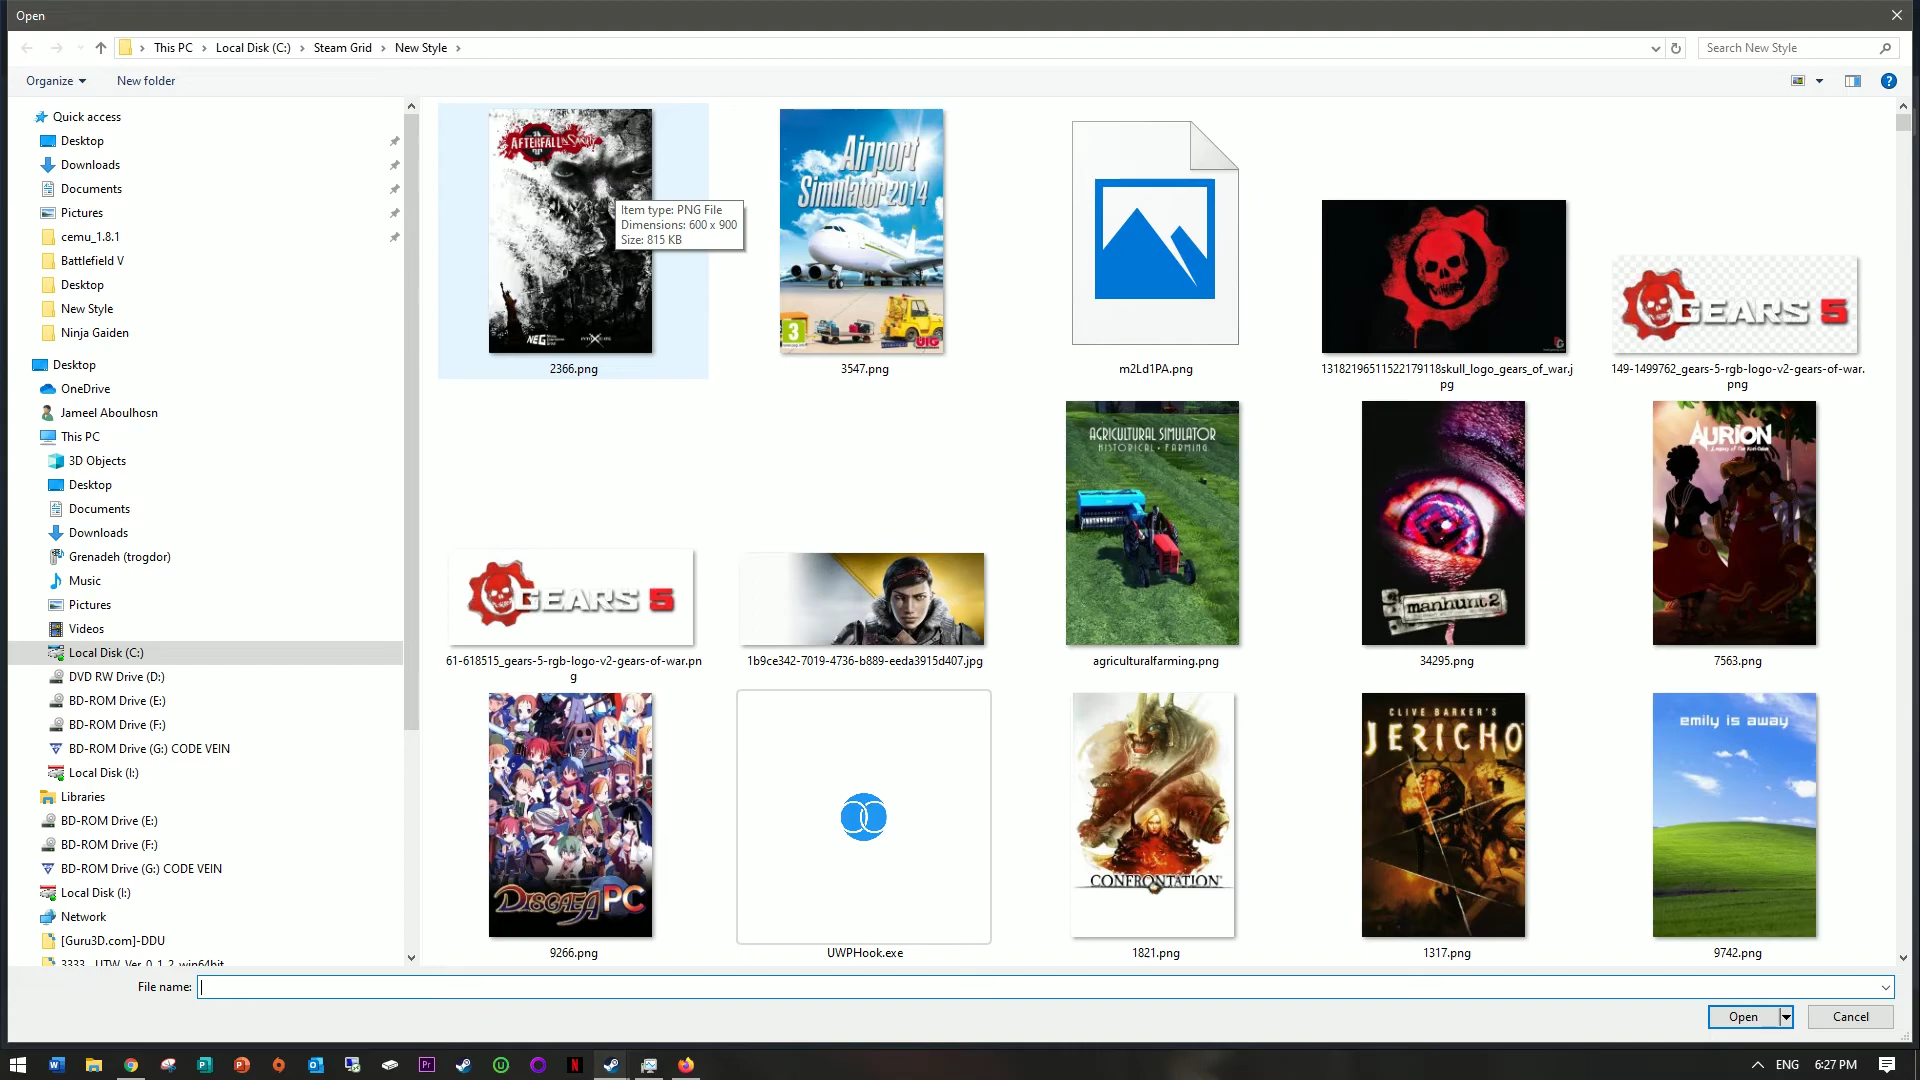 Open
This PC
Local Disk (C:)
Steam Grid
New Style
Search New Style
Organize
New folder
Quick access
Desktop
Downloads
Documents
Pictures
cemu_1.8.1
Battlefield V
Desktop
New Style
Ninja Gaiden
Desktop
OneDrive
Jameel Aboulhosn
This PC
3D Objects
Desktop
Documents
Downloads
Grenadeh (trogdor)
Music
Pictures
Videos
Local Disk (C:)
DVD RW Drive (D:)
BD-ROM Drive (E:)
BD-ROM Drive (F:)
BD-ROM Drive (G:) CODE VEIN
Local Disk (I:)
Libraries
BD-ROM Drive (E:)
BD-ROM Drive (F:)
BD-ROM Drive (G:) CODE VEIN
Local Disk (I:)
Network
[Guru3D.com]-DDU
AFTERFALL InSanity
NEG
Item type: PNG File
Dimensions: 600 x 900
Size: 815 KB
2366.png
Airport
Simulator 2014
3
UIG
3547.png
m2Ld1PA.png
13182196511522179118skull_logo_gears_of_war.j
pg
GEARS 5
149-1499762_gears-5-rgb-logo-v2-gears-of-war.
png
GEARS 5
61-618515_gears-5-rgb-logo-v2-gears-of-war.pn
g
1b9ce342-7019-4736-b889-eeda3915d407.jpg
AGRICULTURAL SIMULATOR
HISTORICAL • FARMING
agriculturalfarming.png
manhunt 2
34295.png
AURION
7563.png
DISGAEA PC
9266.png
UWPHook.exe
CONFRONTATION
1821.png
CLIVE BARKER'S
JERICHO
1317.png
emily is away
9742.png
File name:
Open
Cancel
ENG
6:27 PM